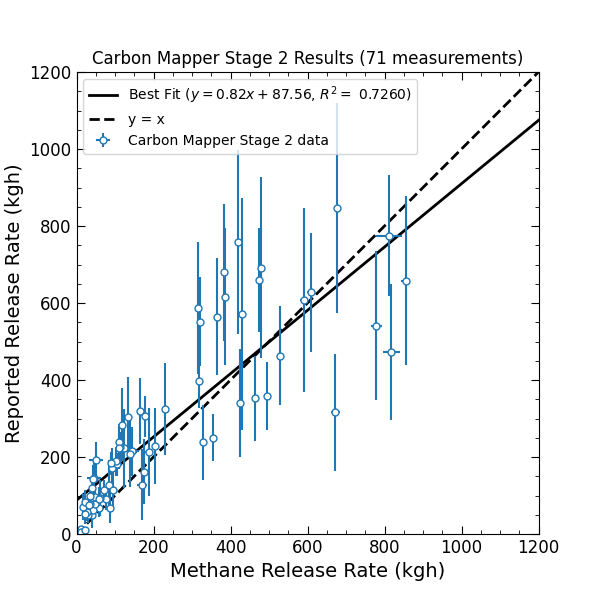 Carbon Mapper Stage 2 Results (71 measurements)
Reported Release Rate (kgh)
1200
1000
800
600
400
200
0
Best Fit (y = 0.82x + 87.56, R² = 0.7260)
y = x
Carbon Mapper Stage 2 data
0 200 400 600 800 1000 1200
Methane Release Rate (kgh)